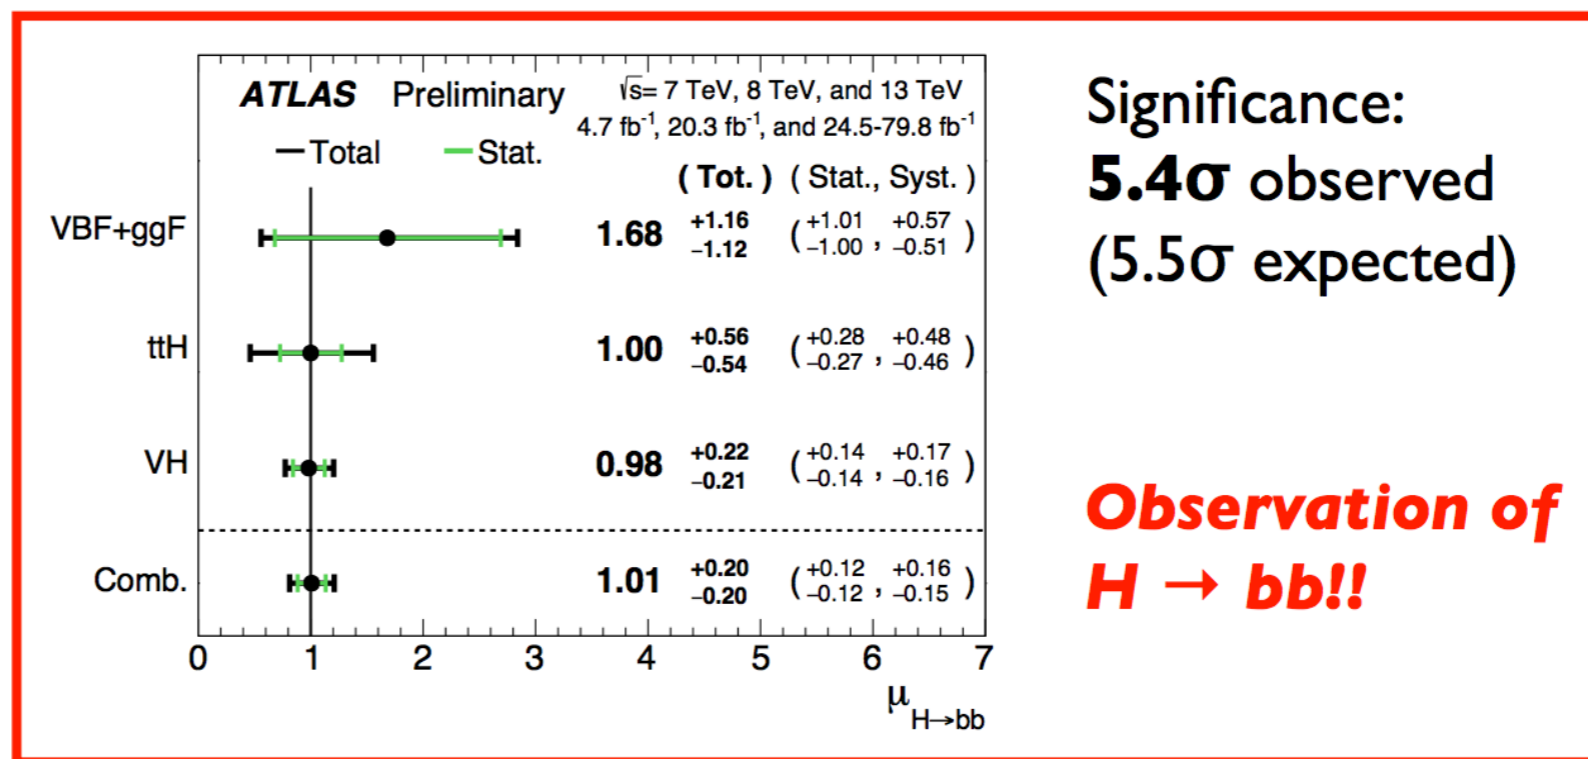 ATLAS Preliminary
√s= 7 TeV, 8 TeV, and 13 TeV
4.7 fb⁻¹, 20.3 fb⁻¹, and 24.5-79.8 fb⁻¹
Total Stat.
( Tot. ) ( Stat., Syst. )
VBF+ggF 1.68 +1.16 −1.12 ( +1.01 −1.00 , +0.57 −0.51 )
ttH 1.00 +0.56 −0.54 ( +0.28 −0.27 , +0.48 −0.46 )
VH 0.98 +0.22 −0.21 ( +0.14 −0.14 , +0.17 −0.16 )
Comb. 1.01 +0.20 −0.20 ( +0.12 −0.12 , +0.16 −0.15 )
0 1 2 3 4 5 6 7
μ H→bb
Significance:
5.4σ observed
(5.5σ expected)
Observation of
H → bb!!